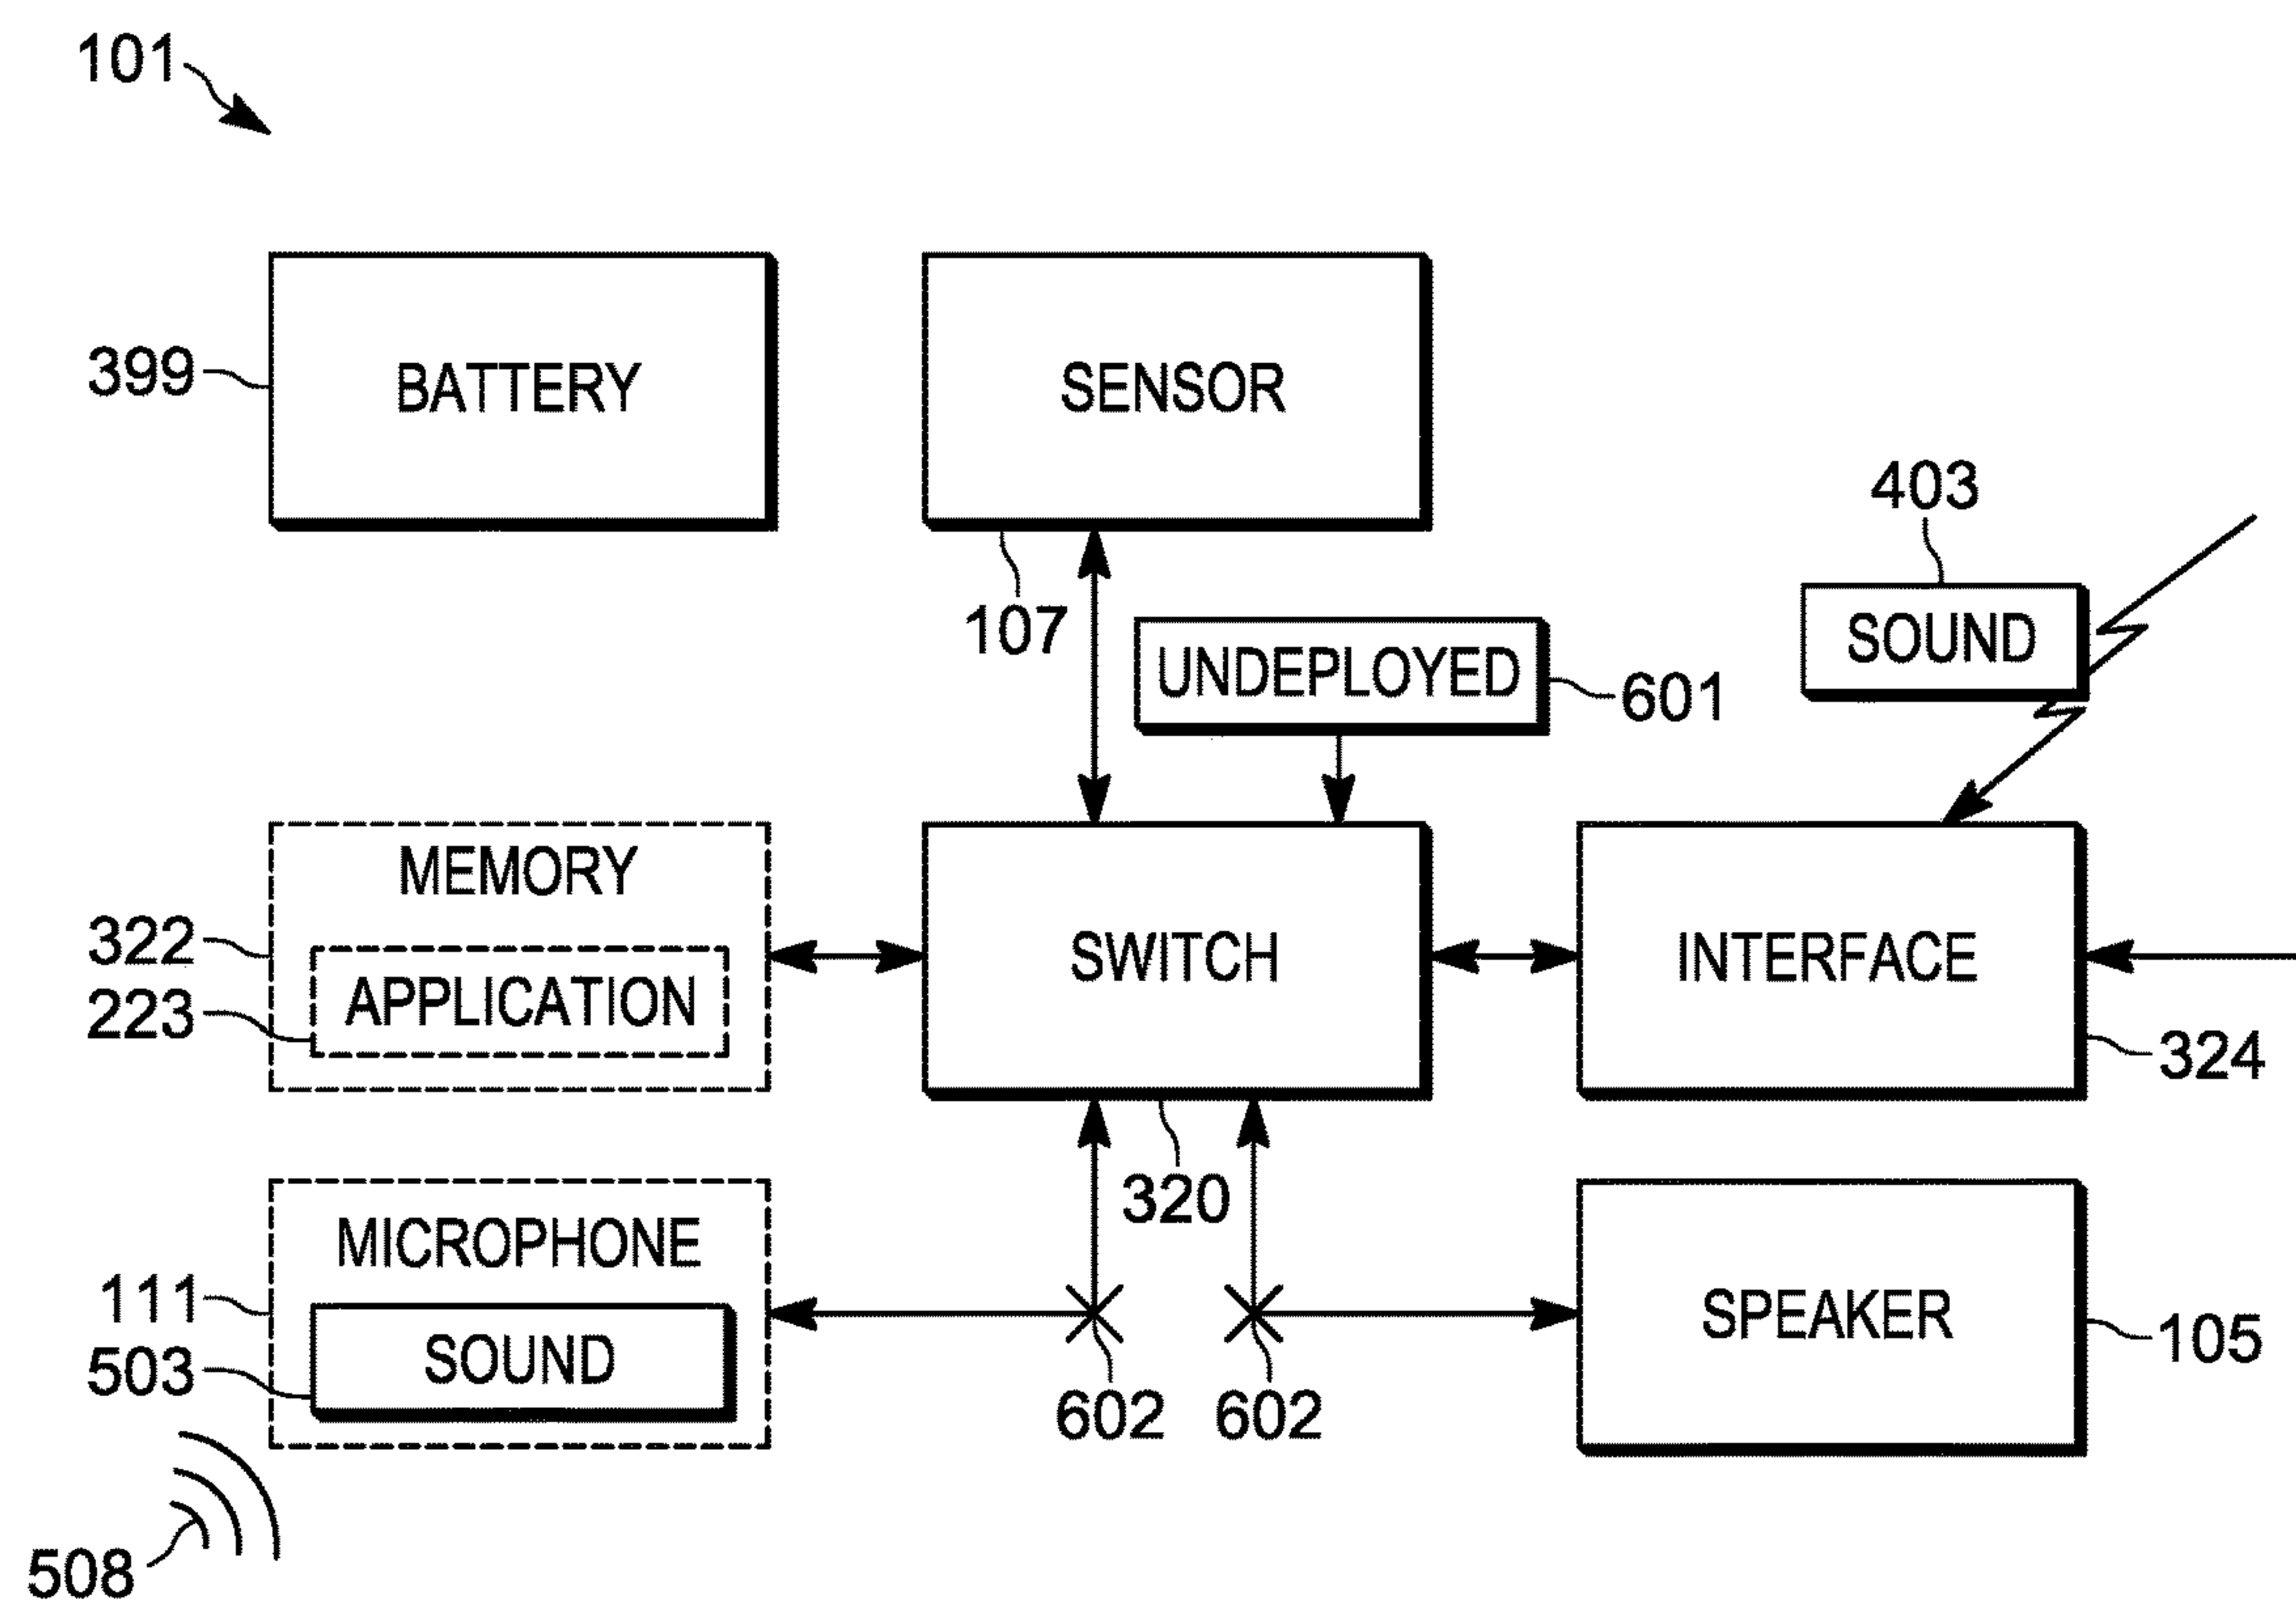 101
BATTERY
SENSOR
399
403
107
UNDEPLOYED
601
SOUND
MEMORY
322
APPLICATION
223
SWITCH
INTERFACE
324
320
MICROPHONE
111
SOUND
503
SPEAKER
105
602
602
508